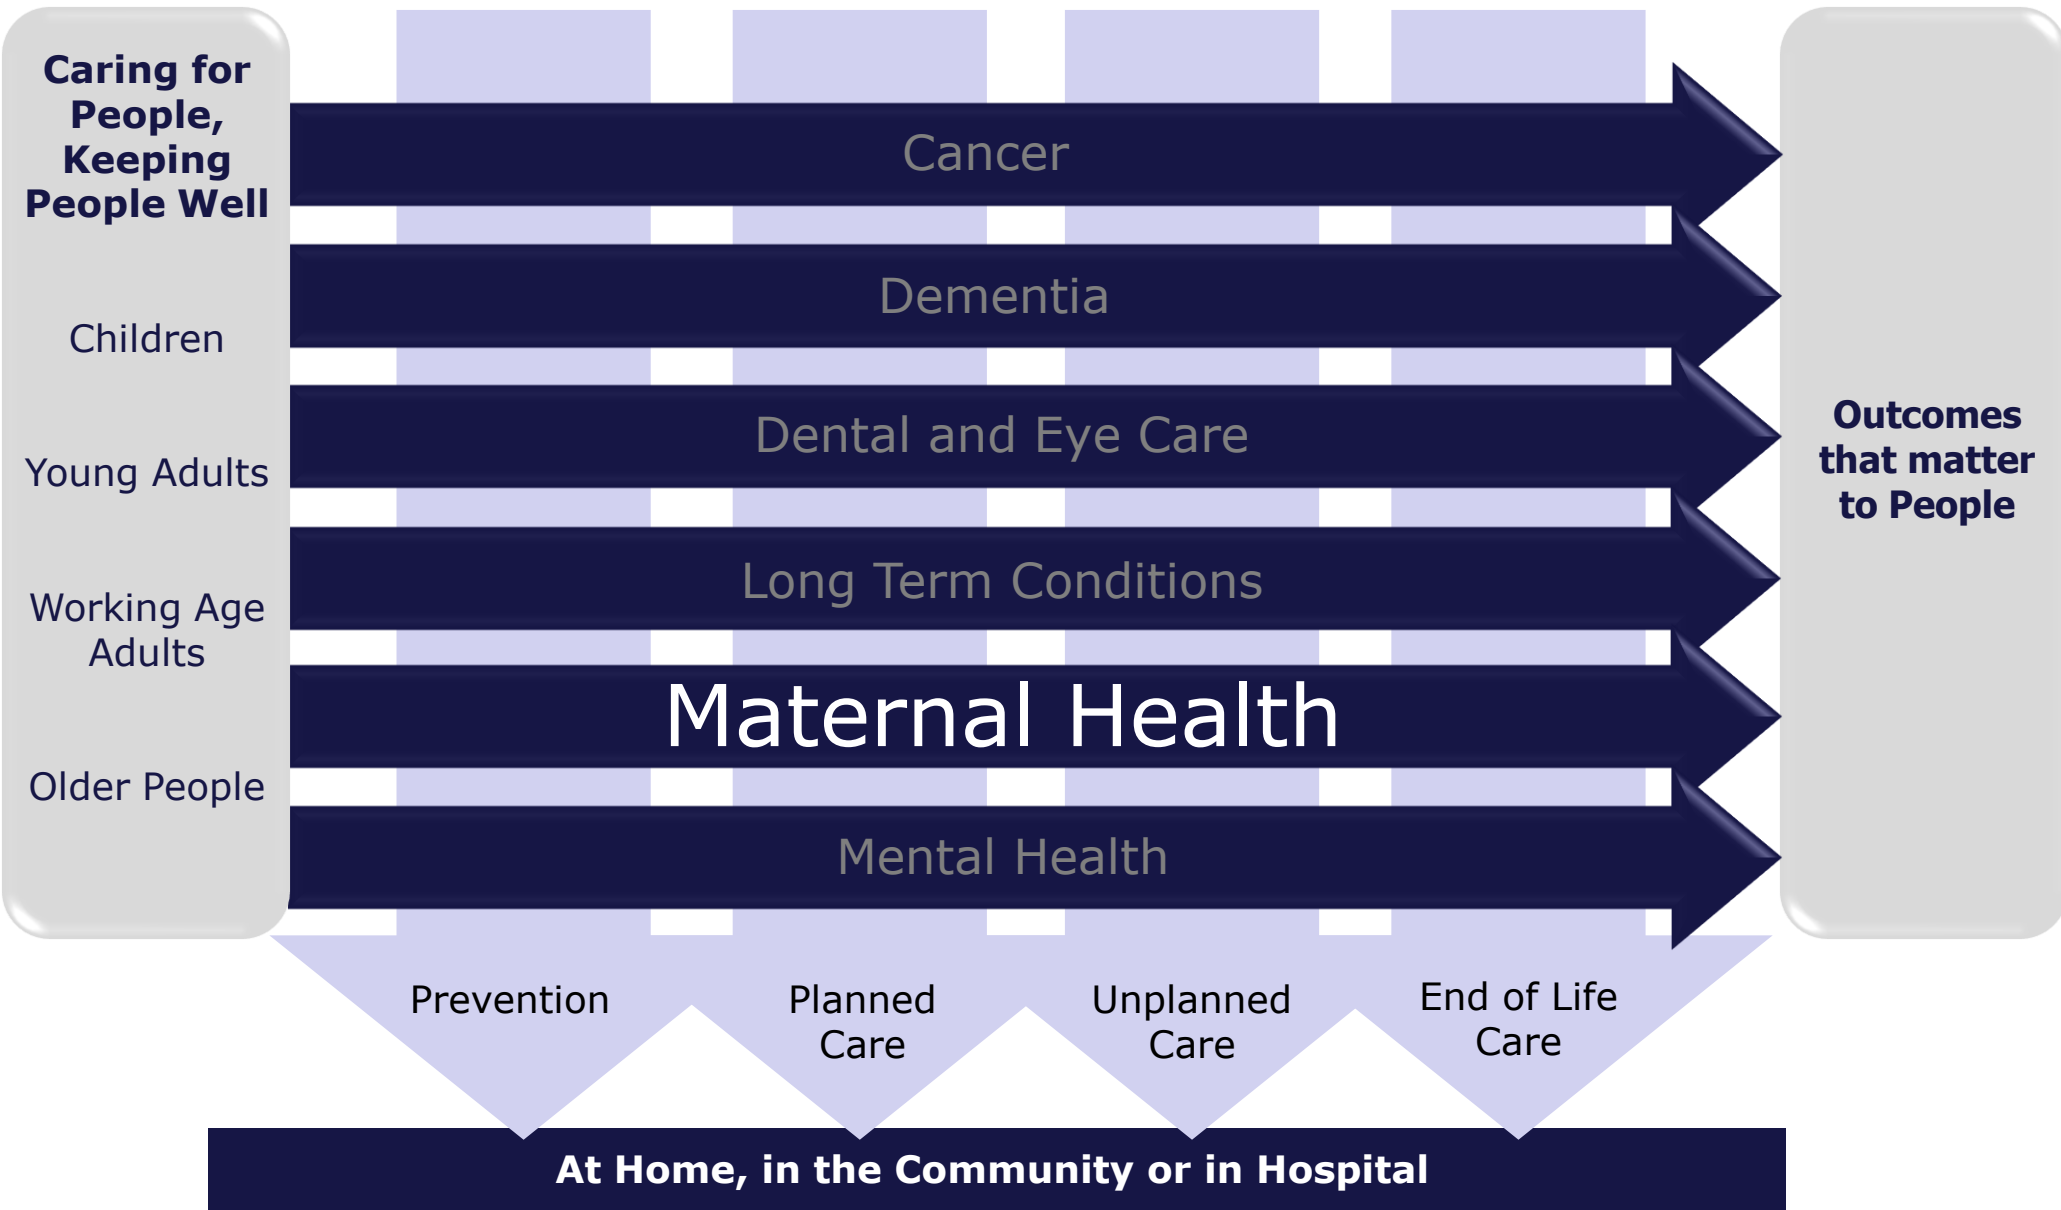 Caring for
People,
Keeping
People Well
Children
Young Adults
Working Age
Adults
Older People
Cancer
Dementia
Dental and Eye Care
Long Term Conditions
Maternal Health
Mental Health
Outcomes
that matter
to People
Prevention
Planned
Care
Unplanned
Care
End of Life
Care
At Home, in the Community or in Hospital